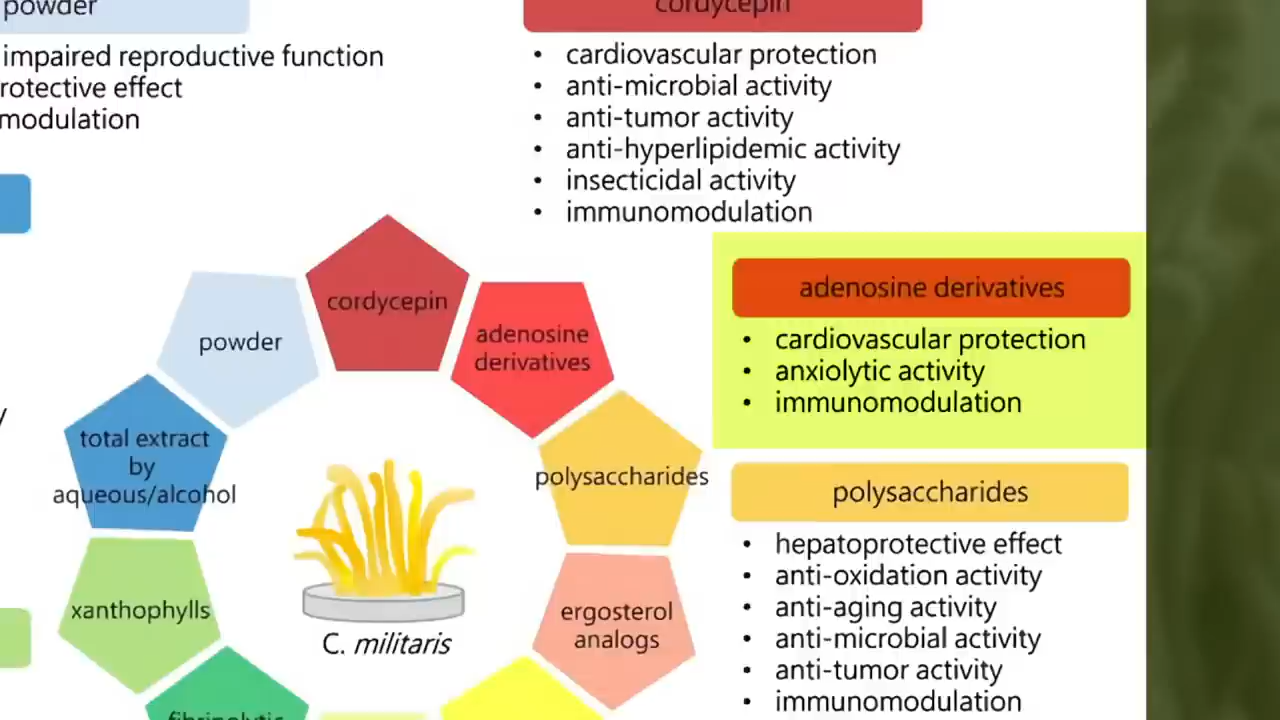 powder
impaired reproductive function
rotective effect
modulation
cordycepin
• cardiovascular protection
• anti-microbial activity
• anti-tumor activity
• anti-hyperlipidemic activity
• insecticidal activity
• immunomodulation
adenosine derivatives
• cardiovascular protection
• anxiolytic activity
• immunomodulation
polysaccharides
• hepatoprotective effect
• anti-oxidation activity
• anti-aging activity
• anti-microbial activity
• anti-tumor activity
• immunomodulation
cordycepin
adenosine
derivatives
polysaccharides
ergosterol
analogs
powder
total extract
by
aqueous/alcohol
xanthophylls
fibrinolytic
C. militaris
y